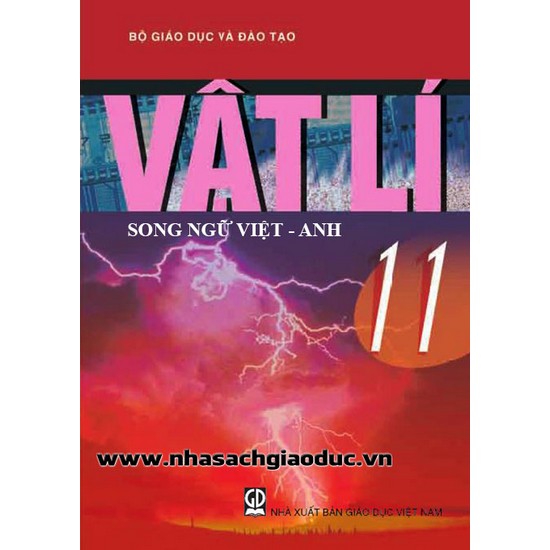 BỘ GIÁO DỤC VÀ ĐÀO TẠO
VẬT LÍ
SONG NGỮ VIỆT - ANH
11
www.nhasachgiaoduc.vn
GD
NHÀ XUẤT BẢN GIÁO DỤC VIỆT NAM